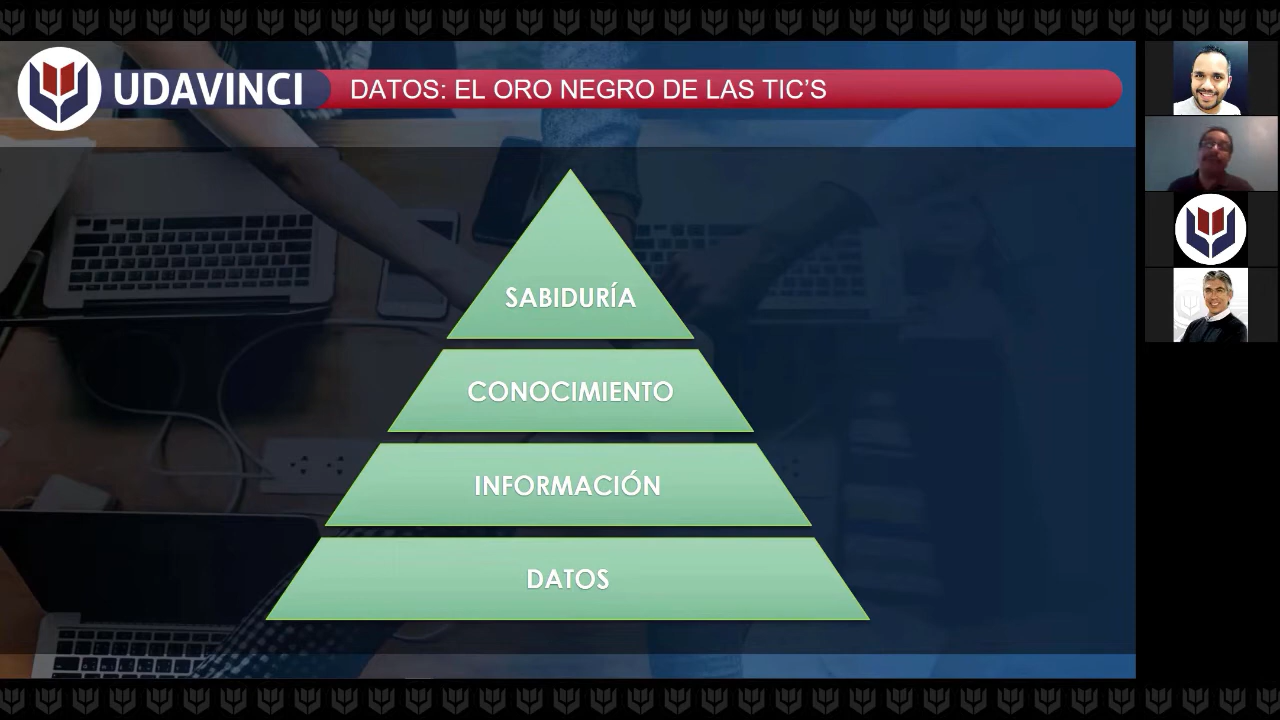 UDAVINCI
DATOS: EL ORO NEGRO DE LAS TIC’S
SABIDURÍA
CONOCIMIENTO
INFORMACIÓN
DATOS